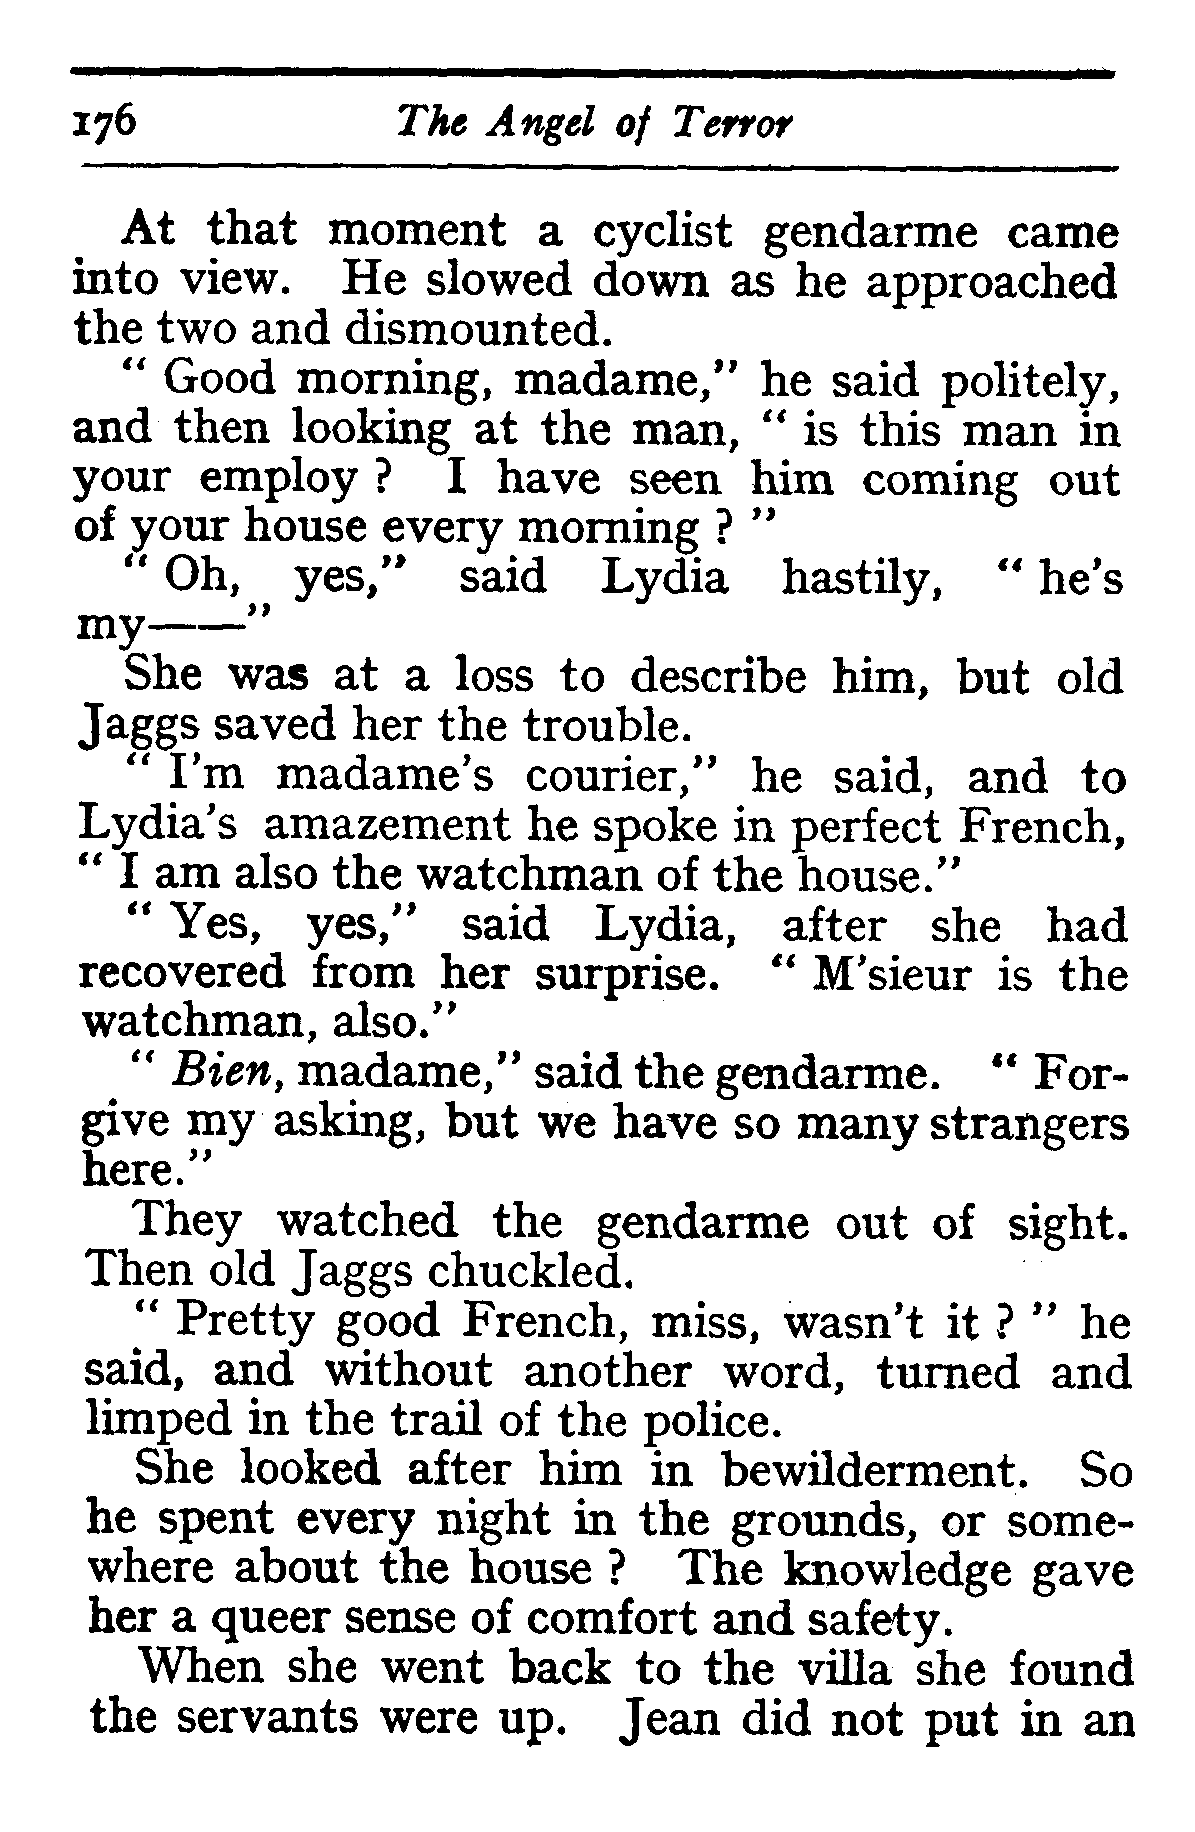 176 The Angel of Terror
At that moment a cyclist gendarme came
into view. He slowed down as he approached
the two and dismounted.
“ Good morning, madame,” he said politely,
and then looking at the man, “ is this man in
your employ ? I have seen him coming out
of your house every morning ? ”
“ Oh, yes,” said Lydia hastily, “ he's
my——”
She was at a loss to describe him, but old
Jaggs saved her the trouble.
“ I'm madame's courier,” he said, and to
Lydia's amazement he spoke in perfect French,
“ I am also the watchman of the house.”
“ Yes, yes,” said Lydia, after she had
recovered from her surprise. “ M'sieur is the
watchman, also.”
“ Bien, madame,” said the gendarme. “ For-
give my asking, but we have so many strangers
here.”
They watched the gendarme out of sight.
Then old Jaggs chuckled.
“ Pretty good French, miss, wasn't it ? ” he
said, and without another word, turned and
limped in the trail of the police.
She looked after him in bewilderment. So
he spent every night in the grounds, or some-
where about the house ? The knowledge gave
her a queer sense of comfort and safety.
When she went back to the villa she found
the servants were up. Jean did not put in an